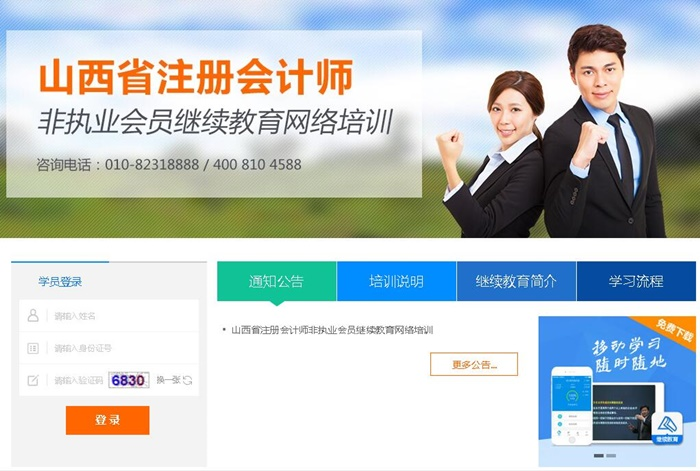 山西省注册会计师
非执业会员继续教育网络培训
咨询电话：010-82318888 / 400 810 4588
学员登录
通知公告
培训说明
继续教育简介
学习流程
请输入姓名
请输入身份证号
请输入验证码
6830
换一张
登 录
• 山西省注册会计师非执业会员继续教育网络培训
更多公告...
免费下载
移动学习
随时随地
继续教育